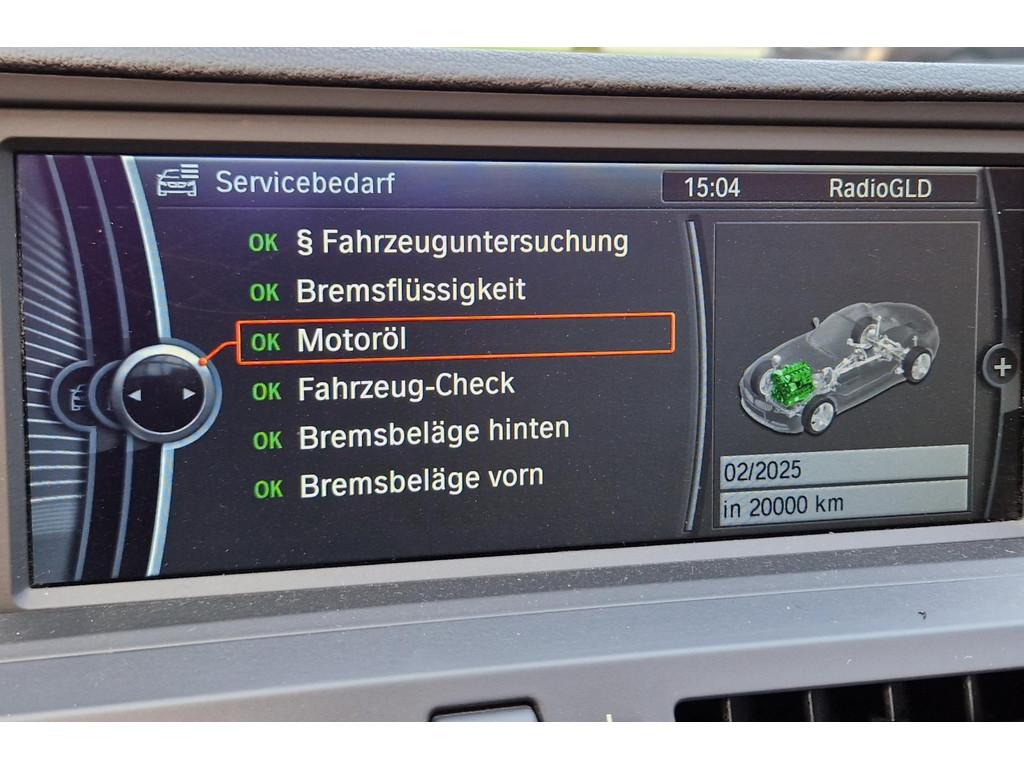 Servicebedarf
15:04 RadioGLD
OK § Fahrzeuguntersuchung
OK Bremsflüssigkeit
OK Motoröl
OK Fahrzeug-Check
OK Bremsbeläge hinten
OK Bremsbeläge vorn
02/2025
in 20000 km